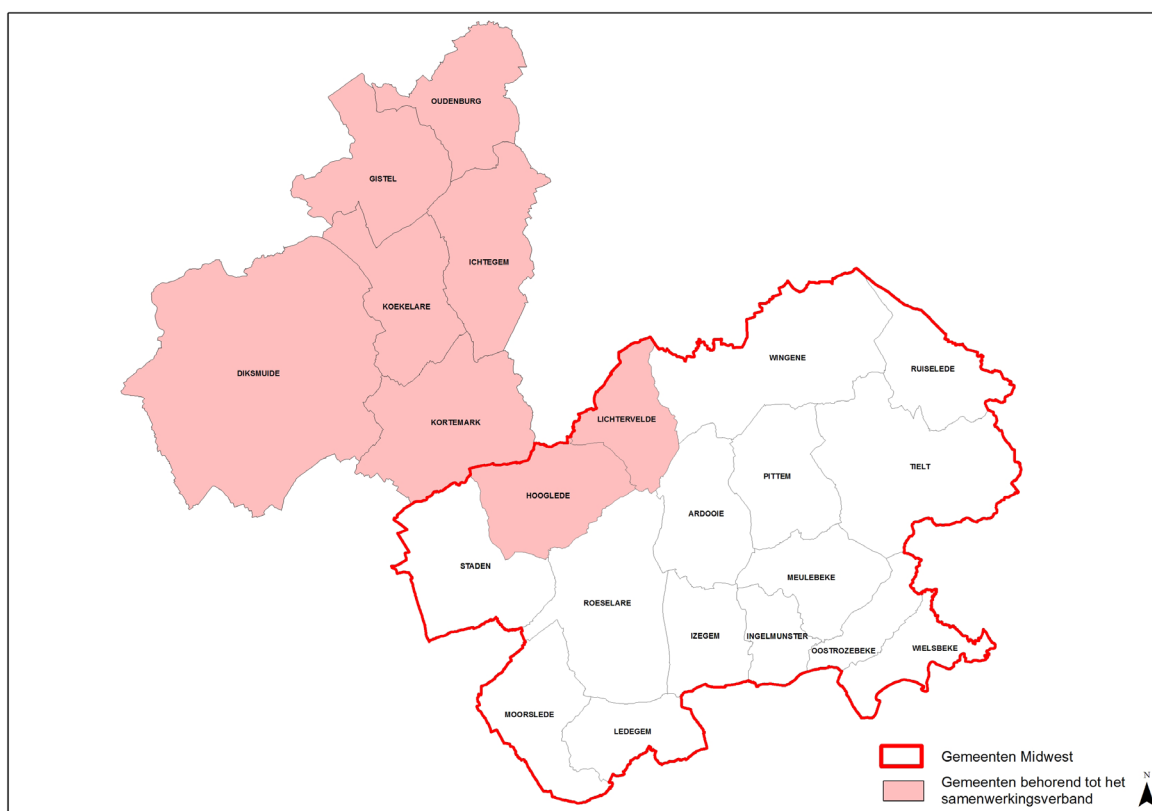 OUDENBURG
GISTEL
ICHTEGEM
KOEKELARE
DIKSMUIDE
KORTEMARK
LICHTERVELDE
HOOGLEDE
WINGENE
RUISELEDE
PITTEM
TIELT
ARDOOIE
STADEN
MEULEBEKE
ROESELARE
IZEGEM
INGELMUNSTER
OOSTROZEBEKE
WIELSBEKE
MOORSLEDE
LEDEGEM
Gemeenten Midwest
Gemeenten behorend tot het
samenwerkingsverband
N